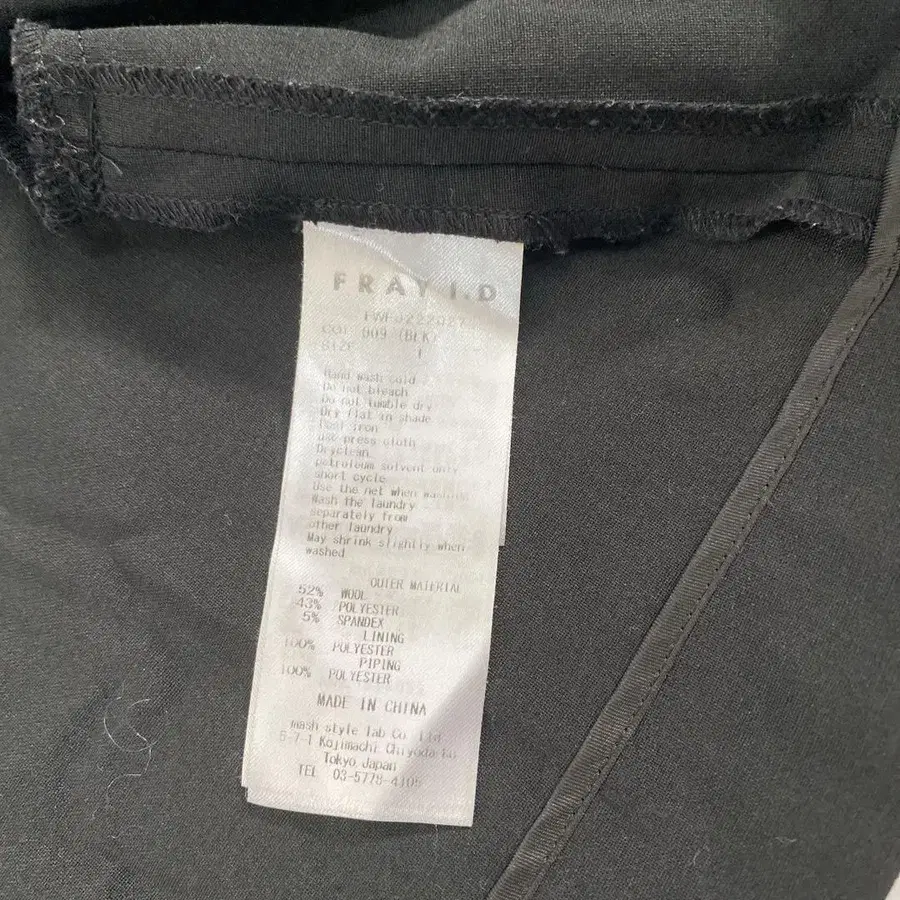 FRAY I.D
FWFJ222027
COL 009 (BLK)
SIZE 1
Hand wash cold
Do not bleach
Do not tumble dry
Dry flat in shade
Cool iron
use press cloth
Dryclean
petroleum solvent only
short cycle
Use the net when washing
Wash the laundry
separately from
other laundry
May shrink slightly when
washed
OUTER MATERIAL
52% WOOL
43% POLYESTER
5% SPANDEX
LINING
100% POLYESTER
PIPING
100% POLYESTER
MADE IN CHINA
mash style lab Co.,Ltd
5-7-1 Kojimachi Chiyoda-ku
Tokyo Japan
TEL 03-5778-4105